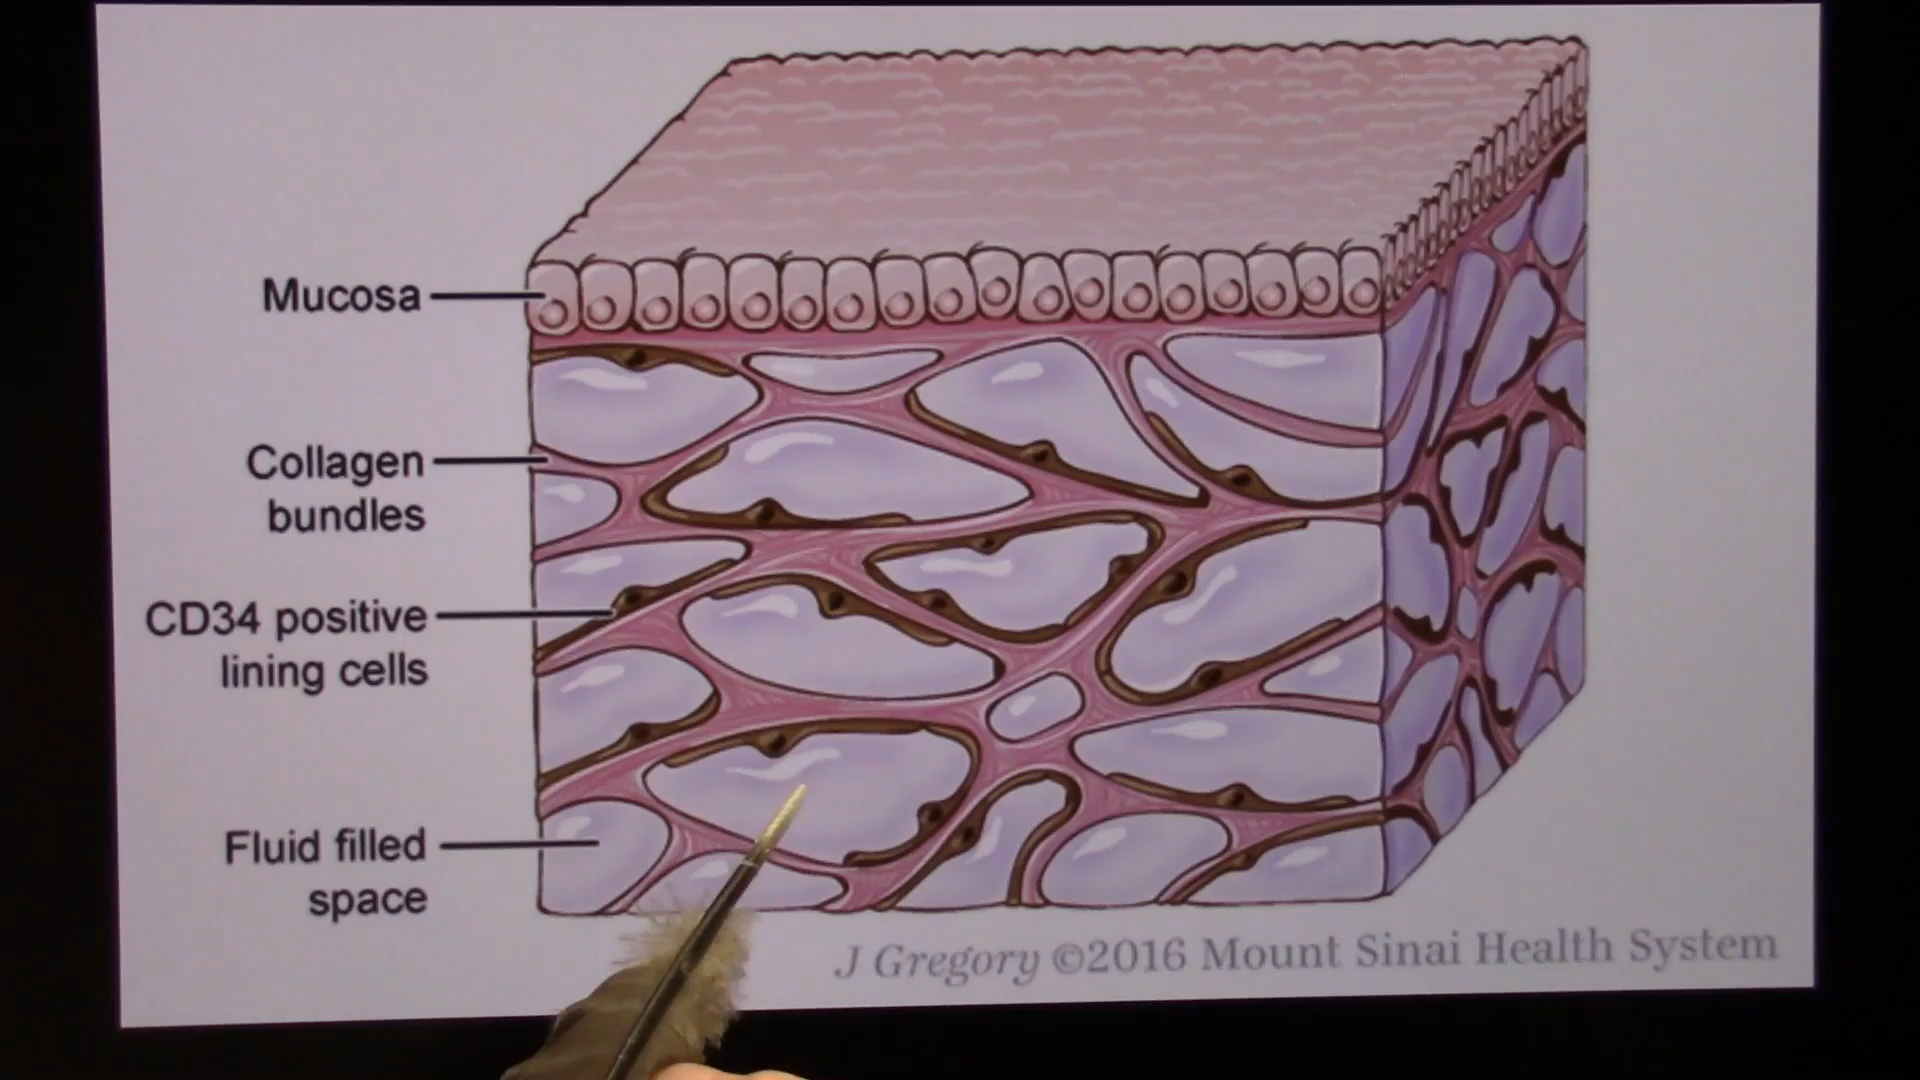 Mucosa
Collagen
bundles
CD34 positive
lining cells
Fluid filled
space
J Gregory ©2016 Mount Sinai Health System